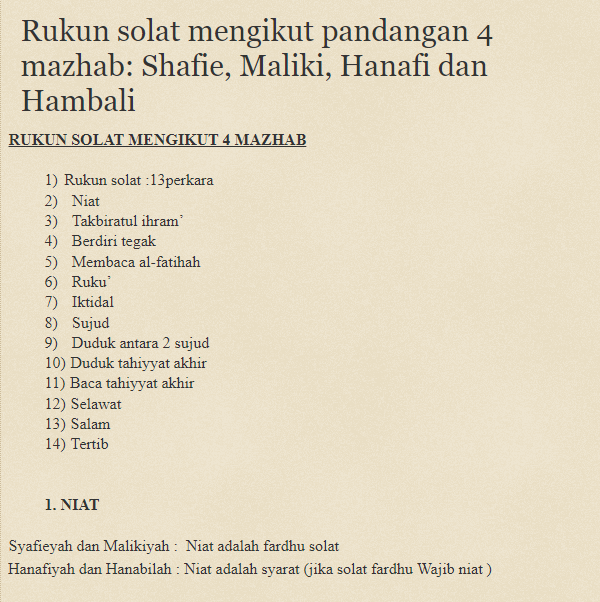 Rukun solat mengikut pandangan 4
mazhab: Shafie, Maliki, Hanafi dan
Hambali
RUKUN SOLAT MENGIKUT 4 MAZHAB
1) Rukun solat :13perkara
2) Niat
3) Takbiratul ihram’
4) Berdiri tegak
5) Membaca al-fatihah
6) Ruku’
7) Iktidal
8) Sujud
9) Duduk antara 2 sujud
10) Duduk tahiyyat akhir
11) Baca tahiyyat akhir
12) Selawat
13) Salam
14) Tertib
1. NIAT
Syafieyah dan Malikiyah : Niat adalah fardhu solat
Hanafiyah dan Hanabilah : Niat adalah syarat (jika solat fardhu Wajib niat )